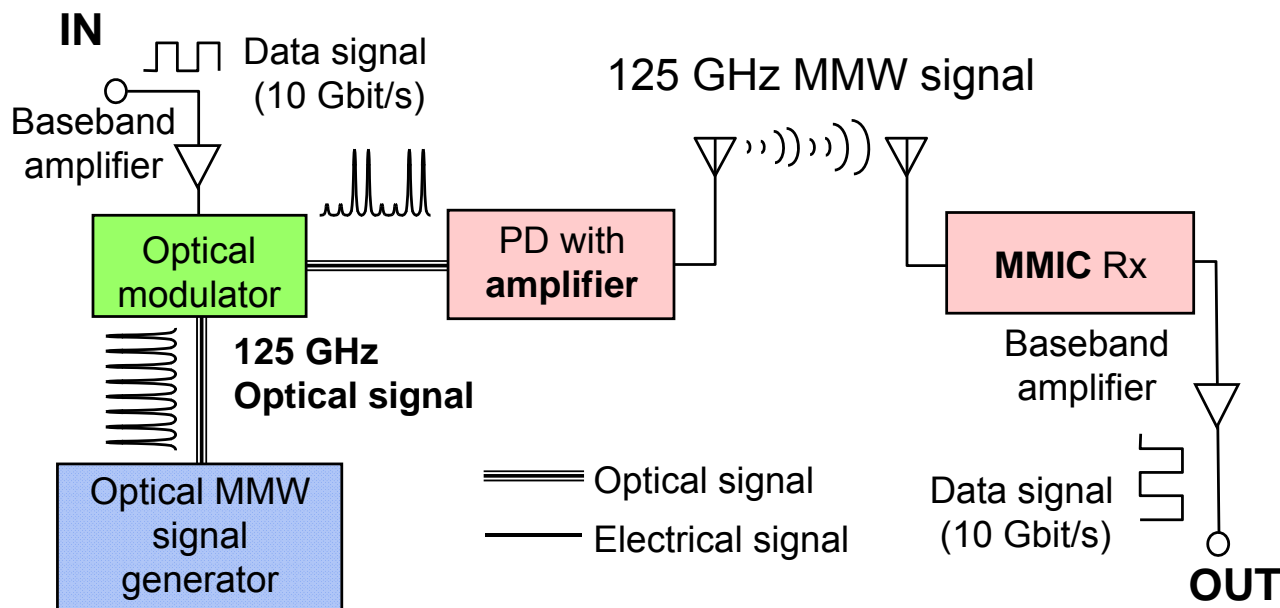 IN
Data signal
(10 Gbit/s)
125 GHz MMW signal
Baseband
amplifier
Optical
modulator
PD with
amplifier
MMIC Rx
125 GHz
Optical signal
Baseband
amplifier
Optical MMW
signal
generator
Optical signal
Electrical signal
Data signal
(10 Gbit/s)
OUT